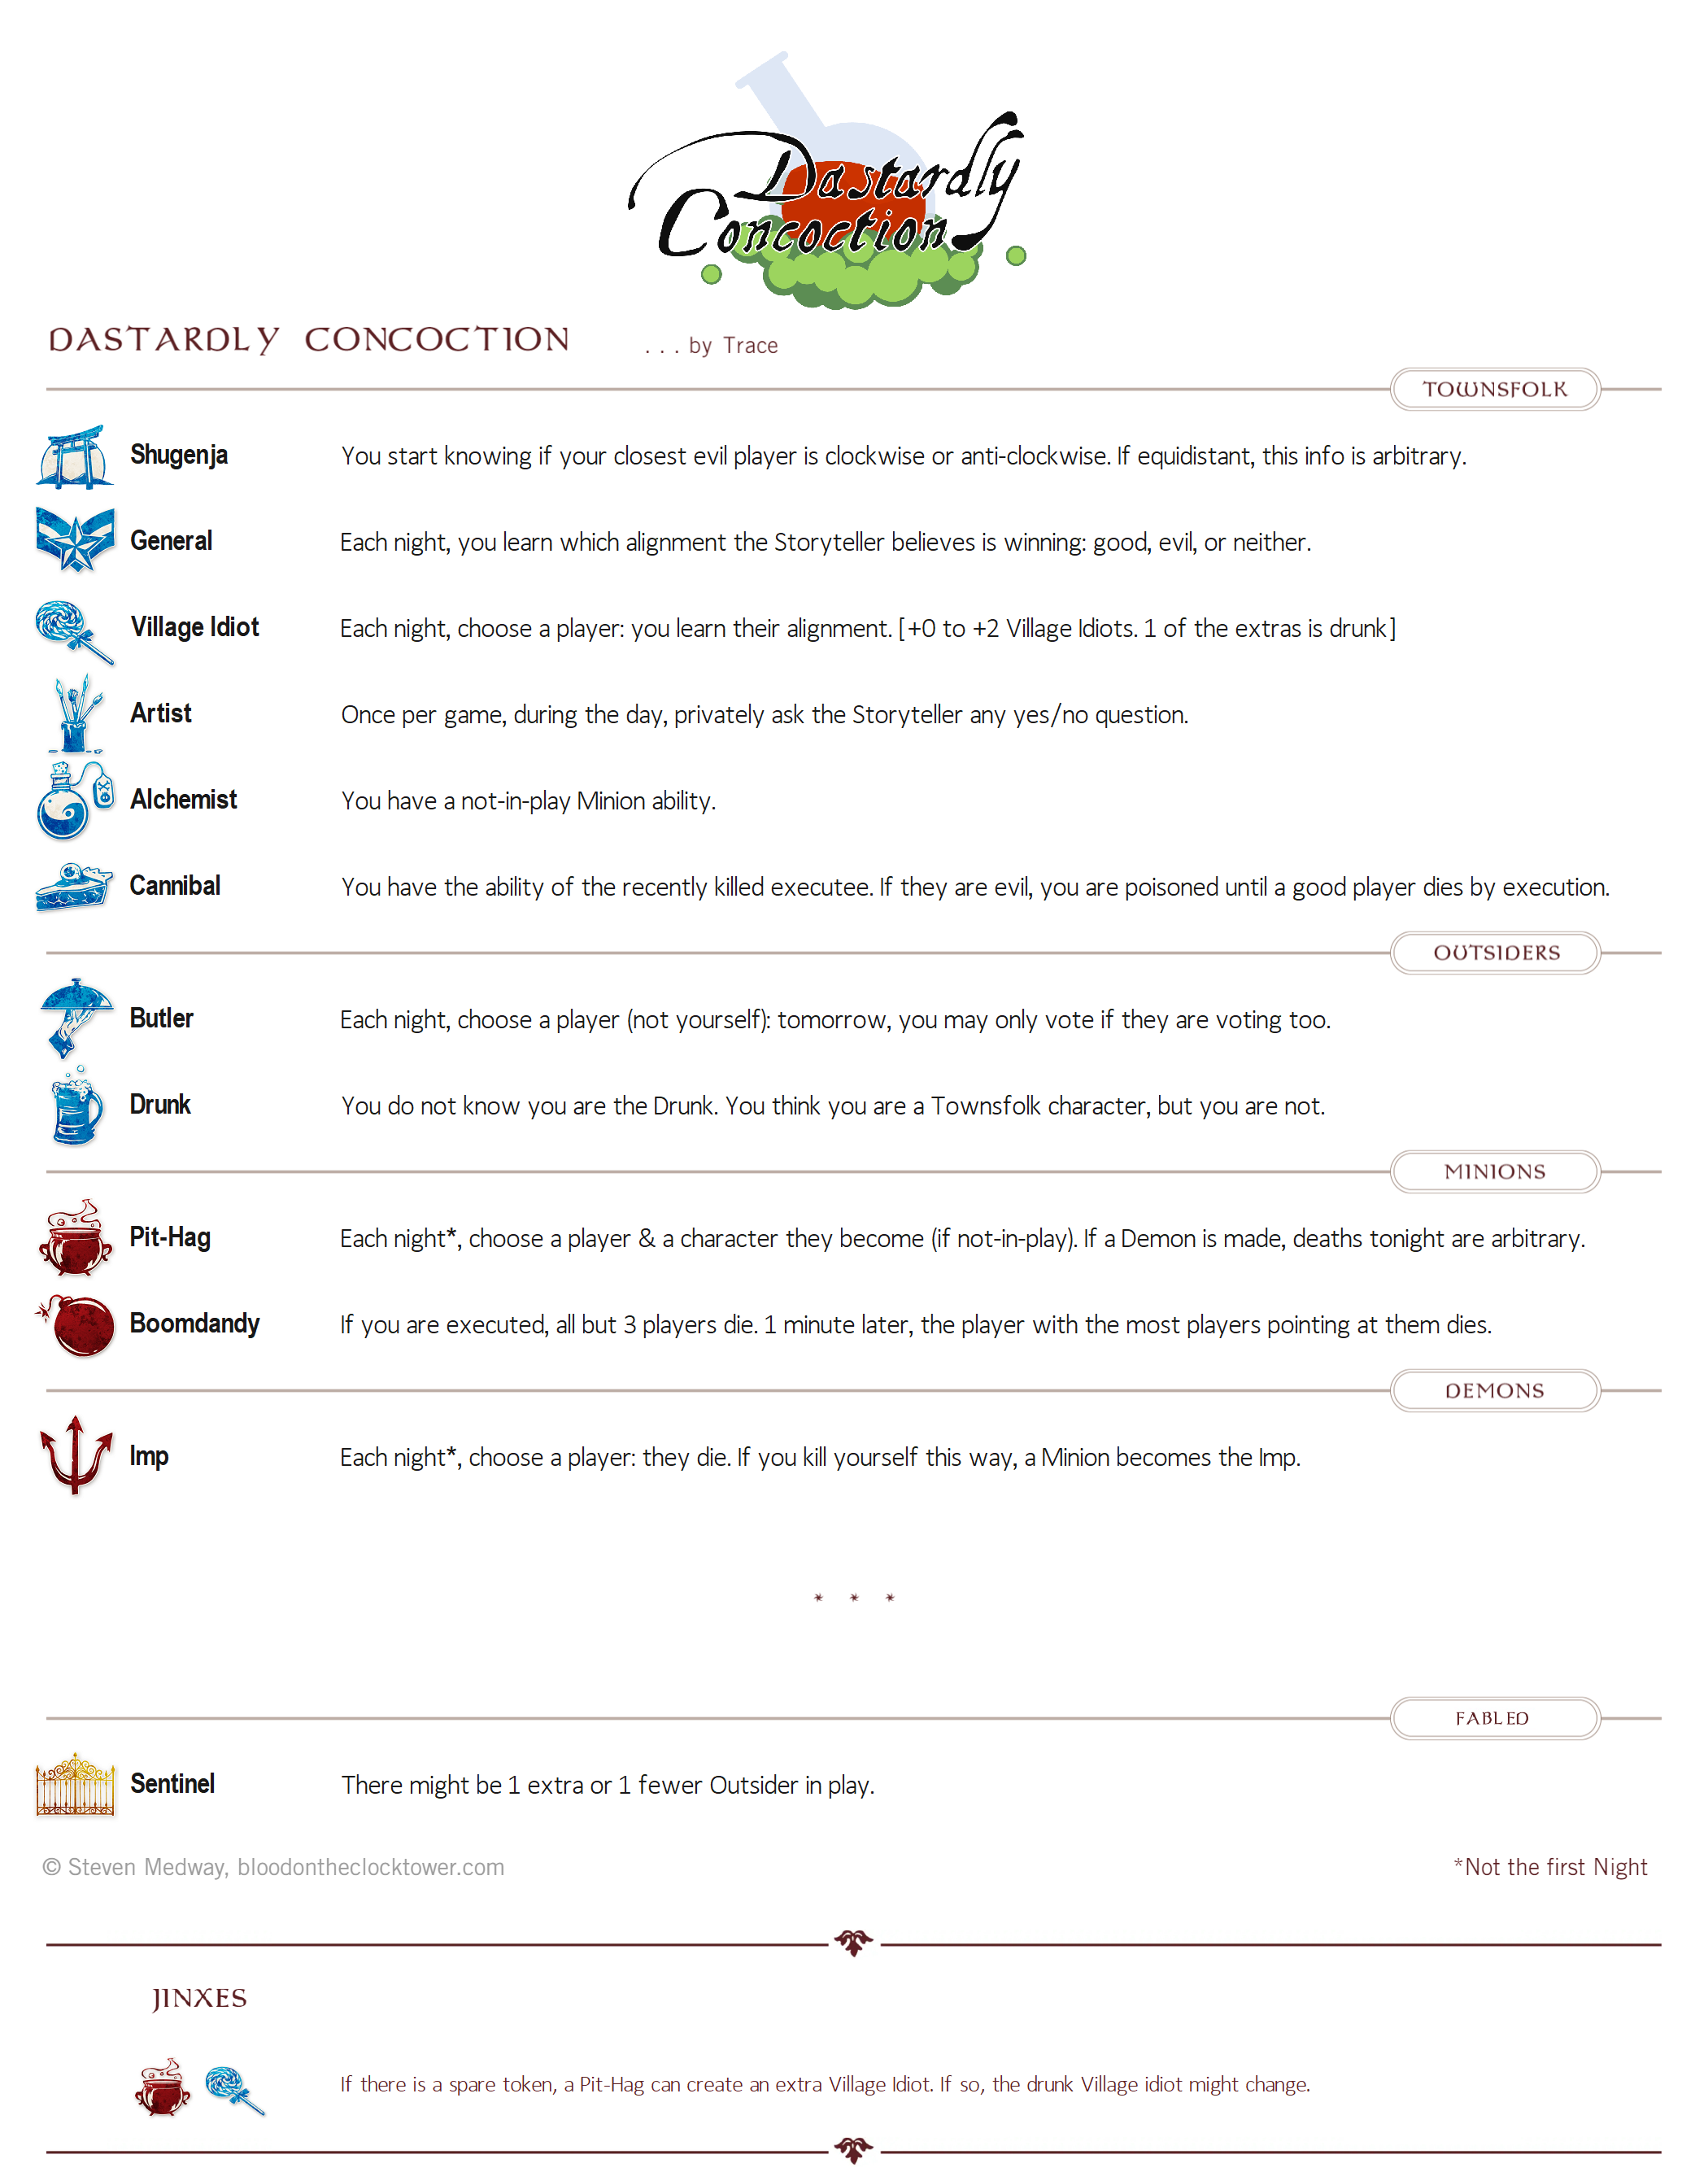 Dastardly
Concoction
DASTARDLY CONCOCTION . . . by Trace
TOWNSFOLK
Shugenja You start knowing if your closest evil player is clockwise or anti-clockwise. If equidistant, this info is arbitrary.
General Each night, you learn which alignment the Storyteller believes is winning: good, evil, or neither.
Village Idiot Each night, choose a player: you learn their alignment. [+0 to +2 Village Idiots. 1 of the extras is drunk]
Artist Once per game, during the day, privately ask the Storyteller any yes/no question.
Alchemist You have a not-in-play Minion ability.
Cannibal You have the ability of the recently killed executee. If they are evil, you are poisoned until a good player dies by execution.
OUTSIDERS
Butler Each night, choose a player (not yourself): tomorrow, you may only vote if they are voting too.
Drunk You do not know you are the Drunk. You think you are a Townsfolk character, but you are not.
MINIONS
Pit-Hag Each night*, choose a player & a character they become (if not-in-play). If a Demon is made, deaths tonight are arbitrary.
Boomdandy If you are executed, all but 3 players die. 1 minute later, the player with the most players pointing at them dies.
DEMONS
Imp Each night*, choose a player: they die. If you kill yourself this way, a Minion becomes the Imp.
* * *
FABLED
Sentinel There might be 1 extra or 1 fewer Outsider in play.
© Steven Medway, bloodontheclocktower.com *Not the first Night
JINXES
If there is a spare token, a Pit-Hag can create an extra Village Idiot. If so, the drunk Village idiot might change.